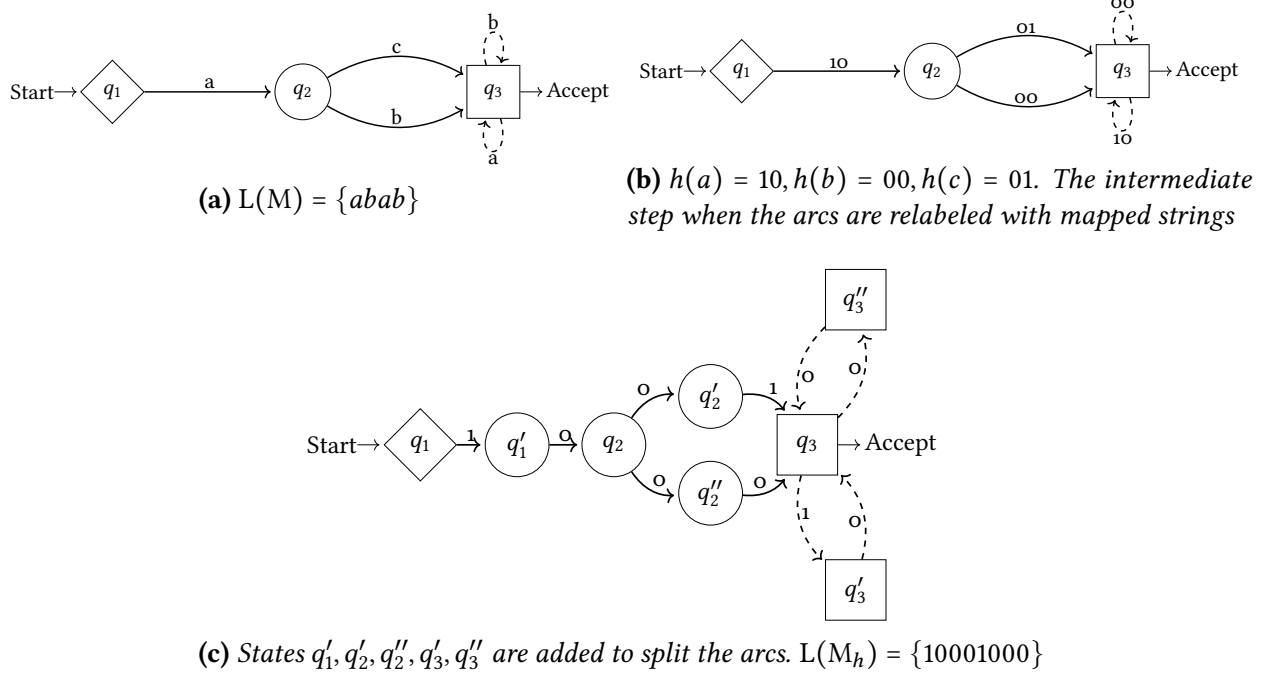 b
c
Start
q₁
a
q₂
q₃
Accept
b
a
(a) L(M) = {abab}
00
01
Start
q₁
10
q₂
q₃
Accept
00
10
(b) h(a) = 10, h(b) = 00, h(c) = 01. The intermediate
step when the arcs are relabeled with mapped strings
q₃′′
0
0
0
q₂′
1
Start
q₁
1
q₁′
0
q₂
q₃
Accept
0
q₂′′
0
1
0
q₃′
(c) States q₁′, q₂′, q₂′′, q₃′, q₃′′ are added to split the arcs. L(Mₕ) = {10001000}